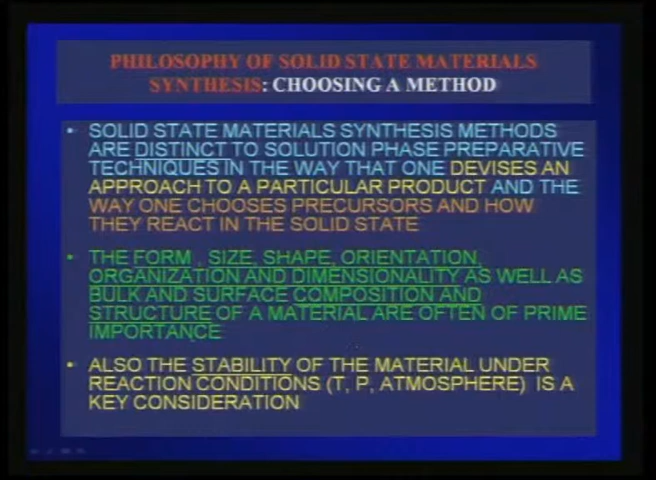 PHILOSOPHY OF SOLID STATE MATERIALS
SYNTHESIS: CHOOSING A METHOD
• SOLID STATE MATERIALS SYNTHESIS METHODS
ARE DISTINCT TO SOLUTION PHASE PREPARATIVE
TECHNIQUES IN THE WAY THAT ONE DEVISES AN
APPROACH TO A PARTICULAR PRODUCT AND THE
WAY ONE CHOOSES PRECURSORS AND HOW
THEY REACT IN THE SOLID STATE
• THE FORM , SIZE, SHAPE, ORIENTATION,
ORGANIZATION AND DIMENSIONALITY AS WELL AS
BULK AND SURFACE COMPOSITION AND
STRUCTURE OF A MATERIAL ARE OFTEN OF PRIME
IMPORTANCE
• ALSO THE STABILITY OF THE MATERIAL UNDER
REACTION CONDITIONS (T, P, ATMOSPHERE) IS A
KEY CONSIDERATION